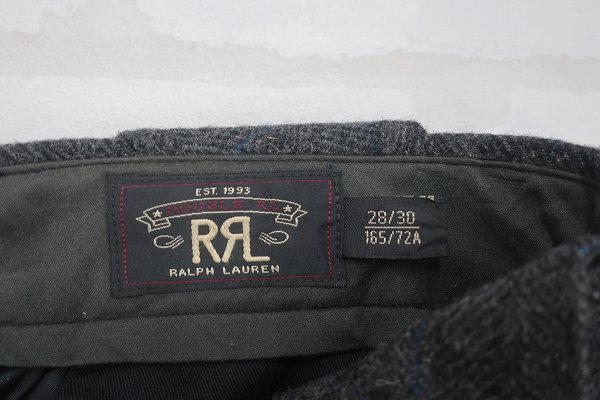 EST. 1993
DOUBLE RL
RRL
RALPH LAUREN
28/30
165/72A